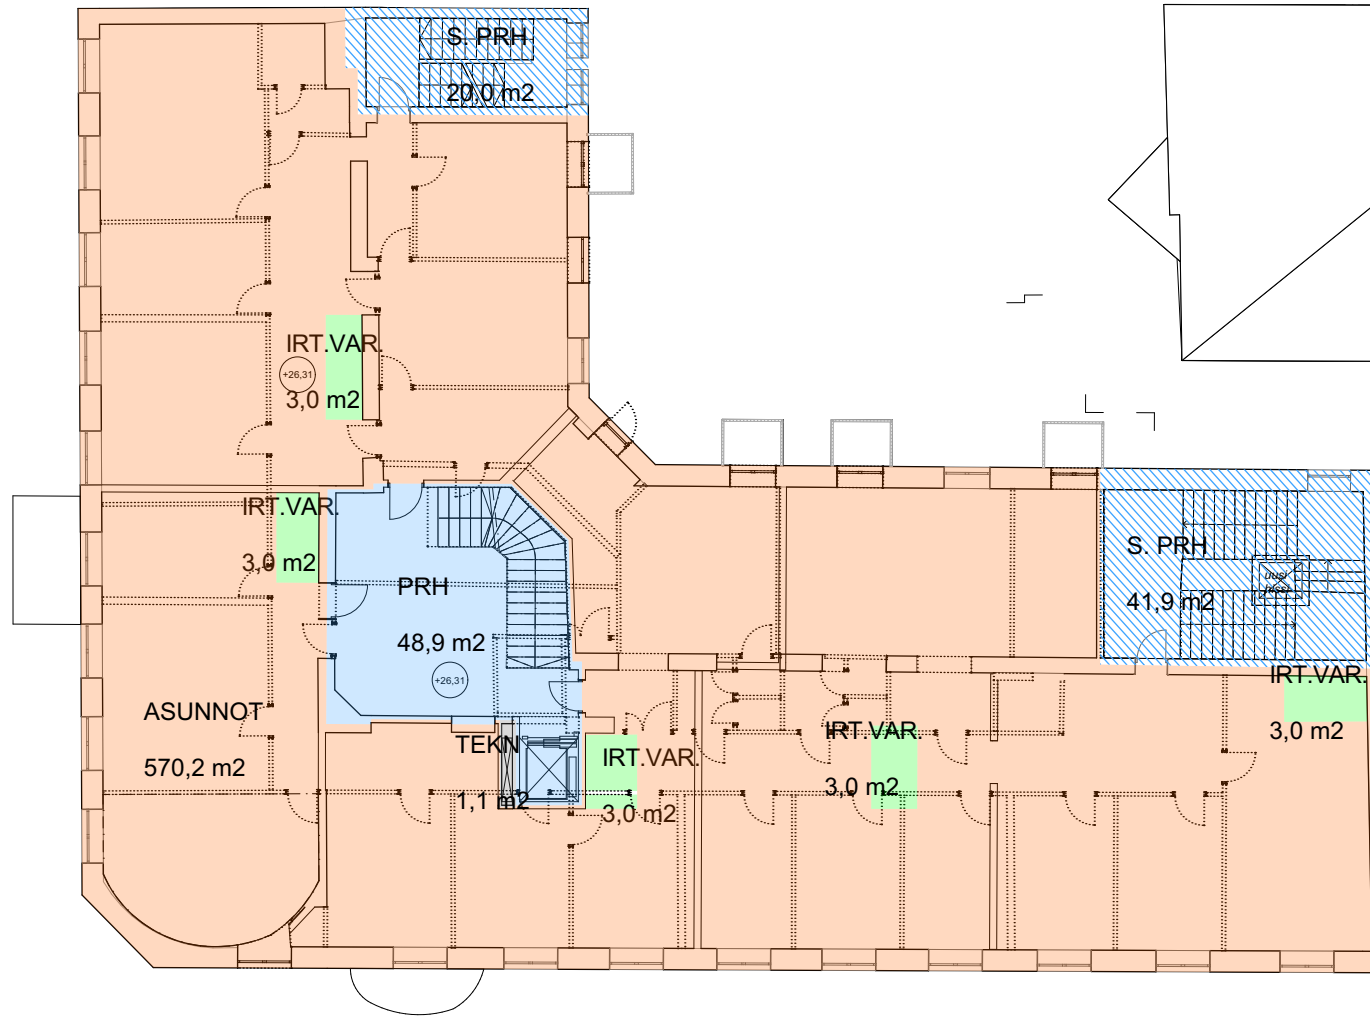 S. PRH
20,0 m2
IRT.VAR.
+26,31
3,0 m2
IRT.VAR.
3,0 m2
PRH
48,9 m2
+26,31
S. PRH
uusi
hissi
41,9 m2
IRT.VAR.
3,0 m2
ASUNNOT
570,2 m2
TEKN
1,1 m2
IRT.VAR.
3,0 m2
IRT.VAR.
3,0 m2